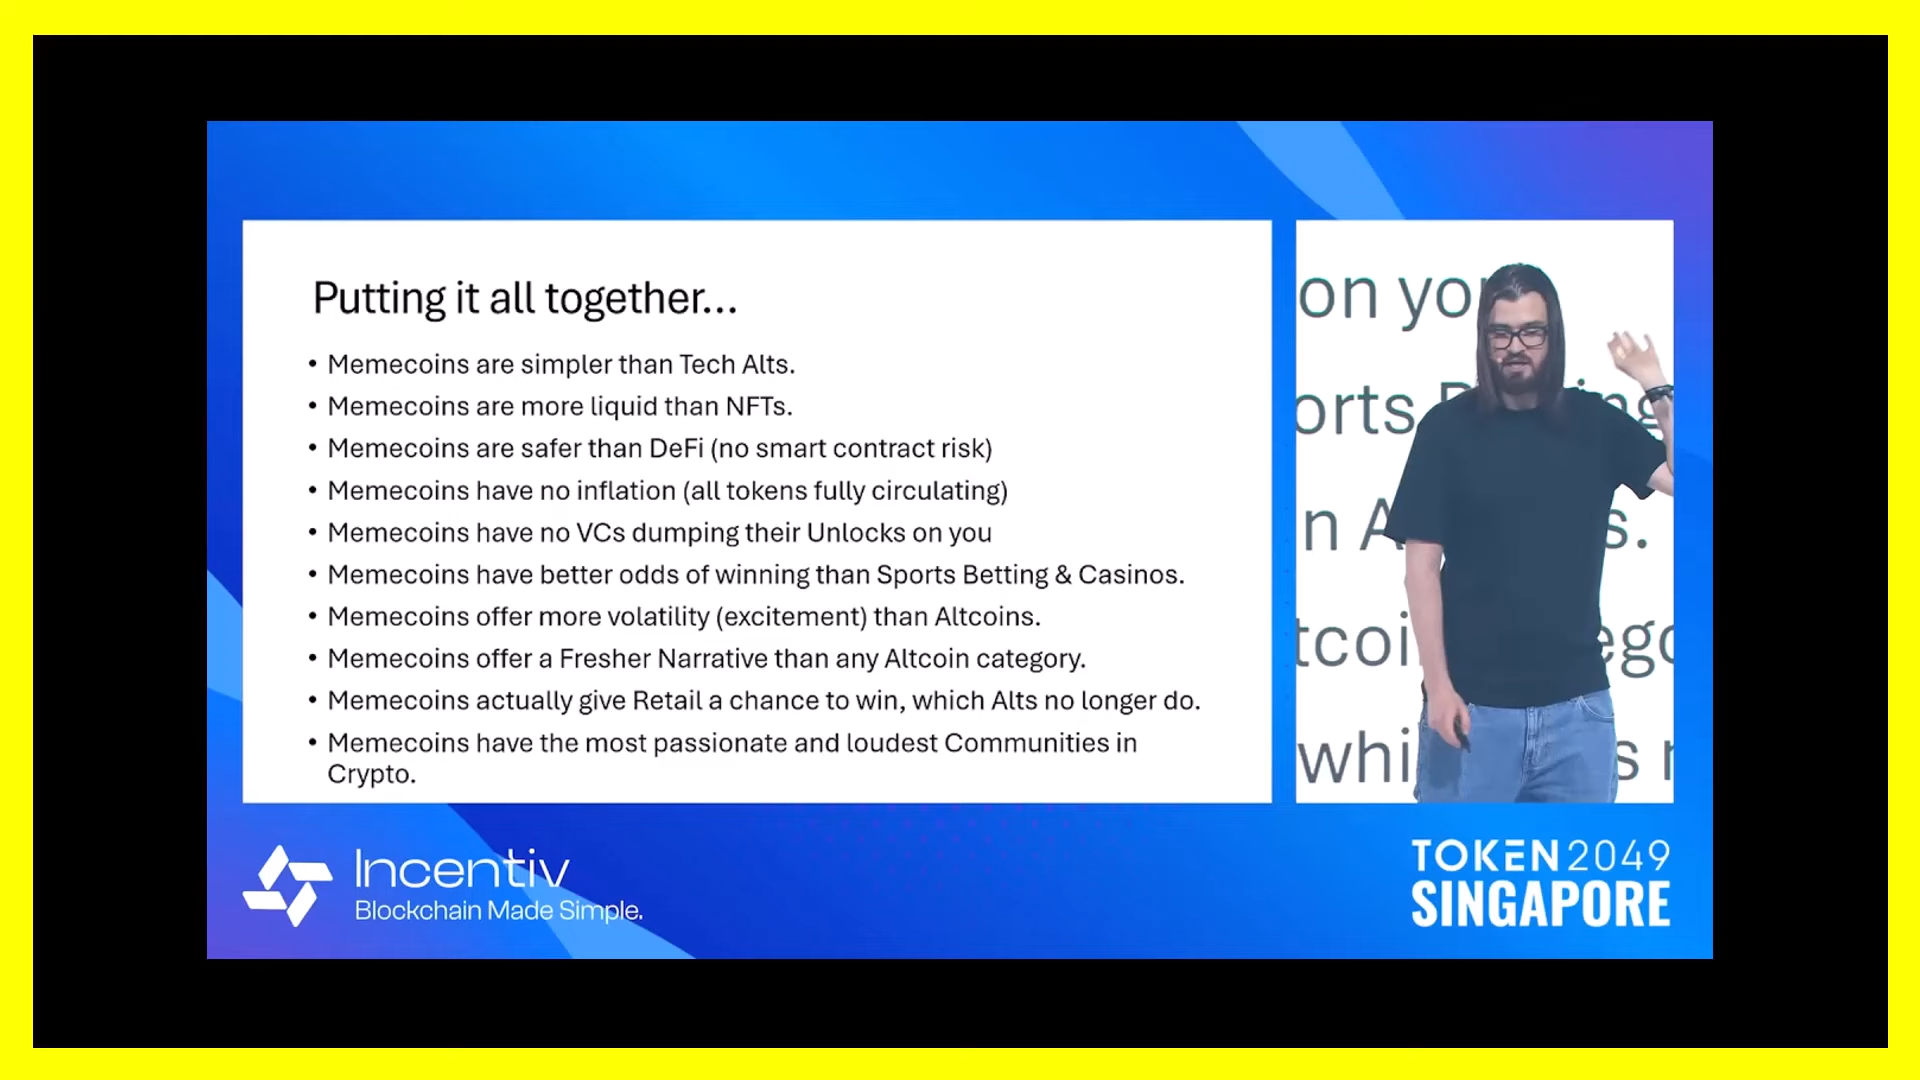 Putting it all together...
• Memecoins are simpler than Tech Alts.
• Memecoins are more liquid than NFTs.
• Memecoins are safer than DeFi (no smart contract risk)
• Memecoins have no inflation (all tokens fully circulating)
• Memecoins have no VCs dumping their Unlocks on you
• Memecoins have better odds of winning than Sports Betting & Casinos.
• Memecoins offer more volatility (excitement) than Altcoins.
• Memecoins offer a Fresher Narrative than any Altcoin category.
• Memecoins actually give Retail a chance to win, which Alts no longer do.
• Memecoins have the most passionate and loudest Communities in
Crypto.
on you
orts
n A s.
tcoi ego
whi s
Incentiv
Blockchain Made Simple.
TOKEN2049
SINGAPORE